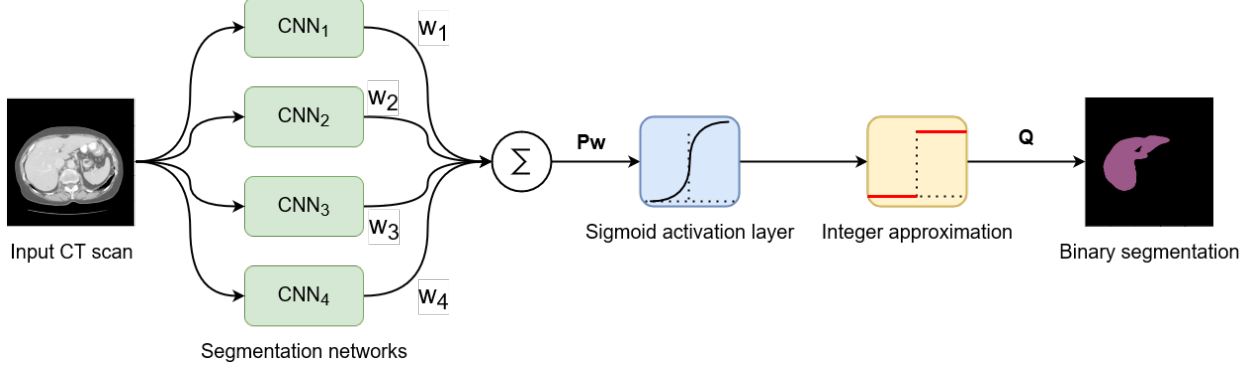 CNN₁
w₁
CNN₂
w₂
CNN₃
w₃
CNN₄
w₄
Σ
Pw
Q
Input CT scan
Segmentation networks
Sigmoid activation layer
Integer approximation
Binary segmentation